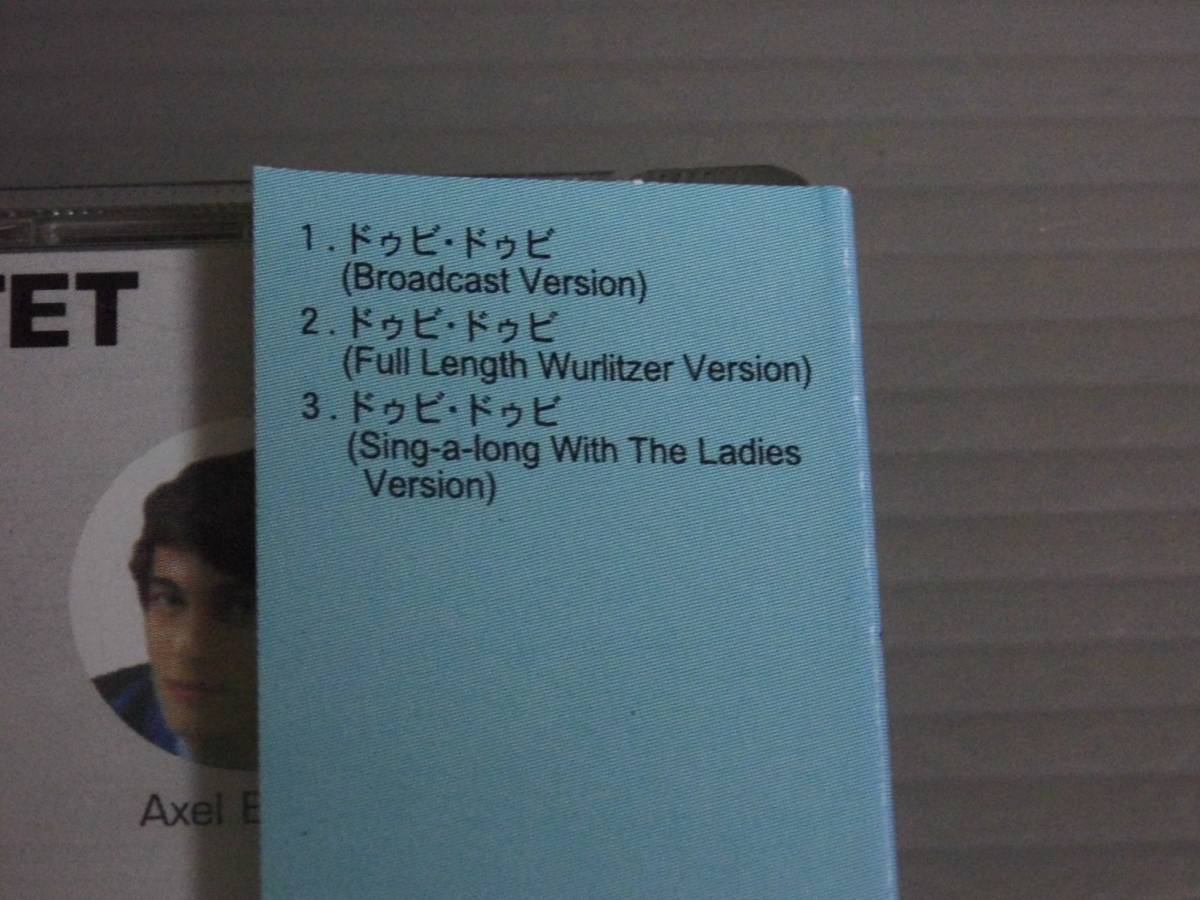 TET
1.ドゥビ・ドゥビ
(Broadcast Version)
2.ドゥビ・ドゥビ
(Full Length Wurlitzer Version)
3.ドゥビ・ドゥビ
(Sing-a-long With The Ladies
Version)
Axel